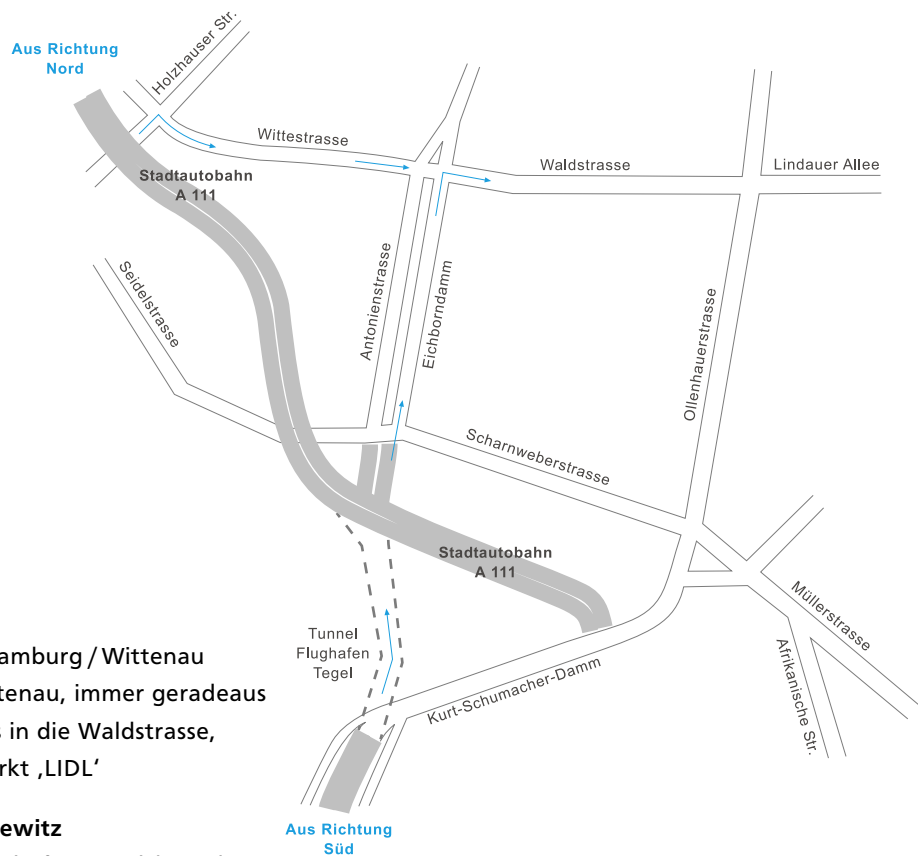 Holzhauser Str.
Aus Richtung
Nord
Wittestrasse
Waldstrasse
Lindauer Allee
Stadtautobahn
A 111
Seidelstrasse
Antonienstrasse
Eichborndamm
Ollenhauerstrasse
Scharnweberstrasse
Stadtautobahn
A 111
Müllerstrasse
Afrikanische Str.
Tunnel
Flughafen
Tegel
Kurt-Schumacher-Damm
amburg / Wittenau
tenau, immer geradeaus
s in die Waldstrasse,
rkt ‚LIDL‘
ewitz
Aus Richtung
Süd